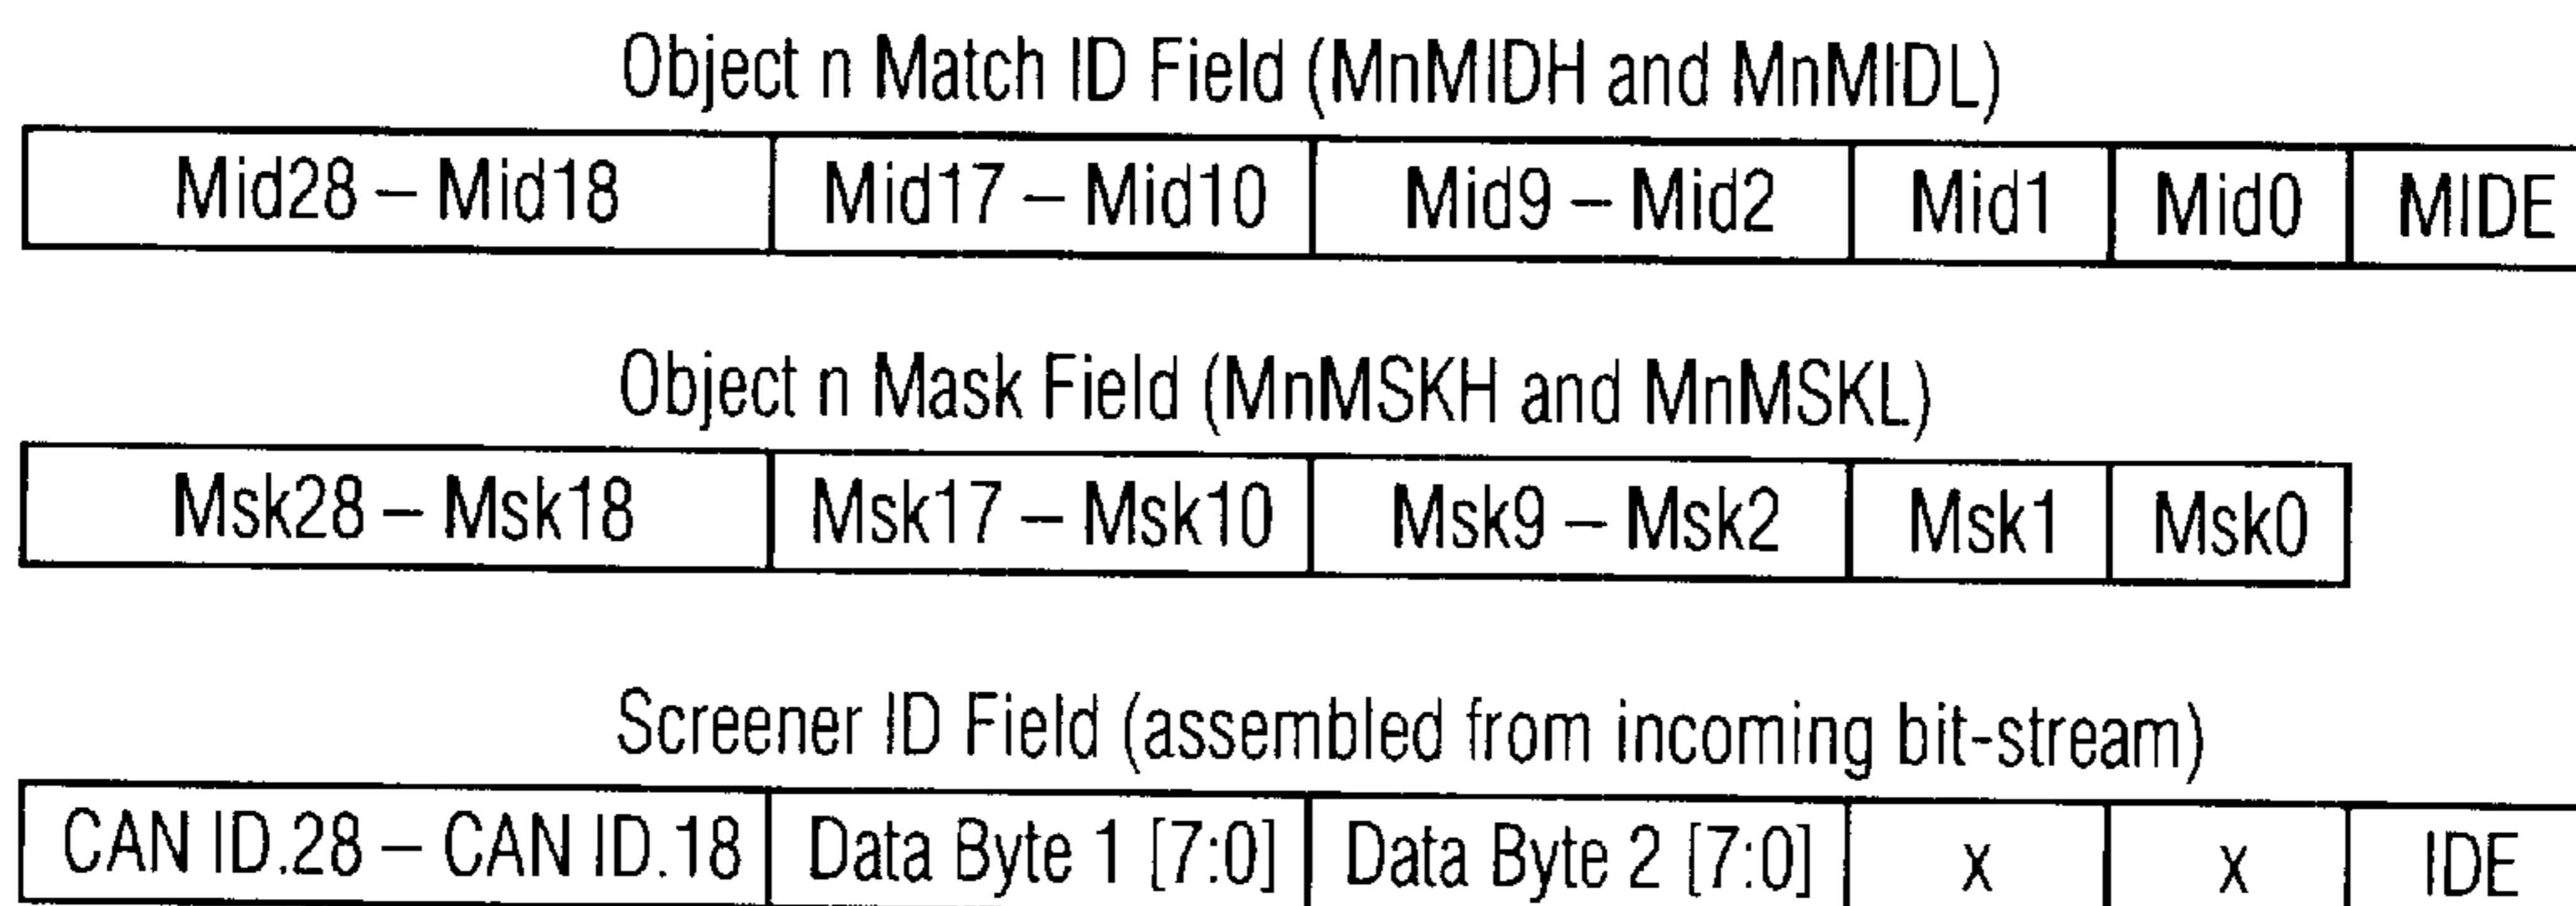 Object n Match ID Field (MnMIDH and MnMIDL)
Mid28 – Mid18 Mid17 – Mid10 Mid9 – Mid2 Mid1 Mid0 MIDE
Object n Mask Field (MnMSKH and MnMSKL)
Msk28 – Msk18 Msk17 – Msk10 Msk9 – Msk2 Msk1 Msk0
Screener ID Field (assembled from incoming bit-stream)
CAN ID.28 – CAN ID.18 Data Byte 1 [7:0] Data Byte 2 [7:0] x x IDE